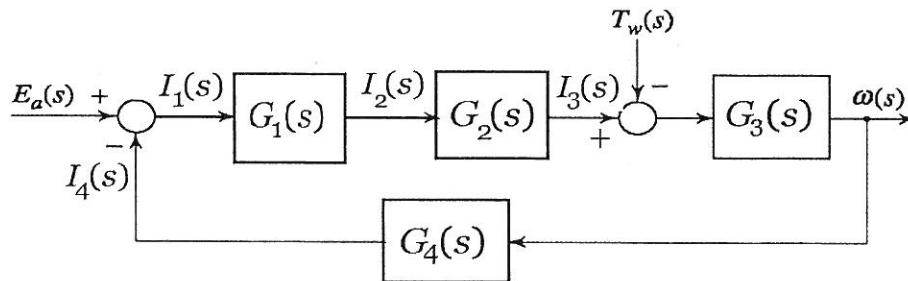 T_w(s)
E_a(s) + I_1(s) G_1(s) I_2(s) G_2(s) I_3(s) − G_3(s) ω(s)
− +
I_4(s)
G_4(s)